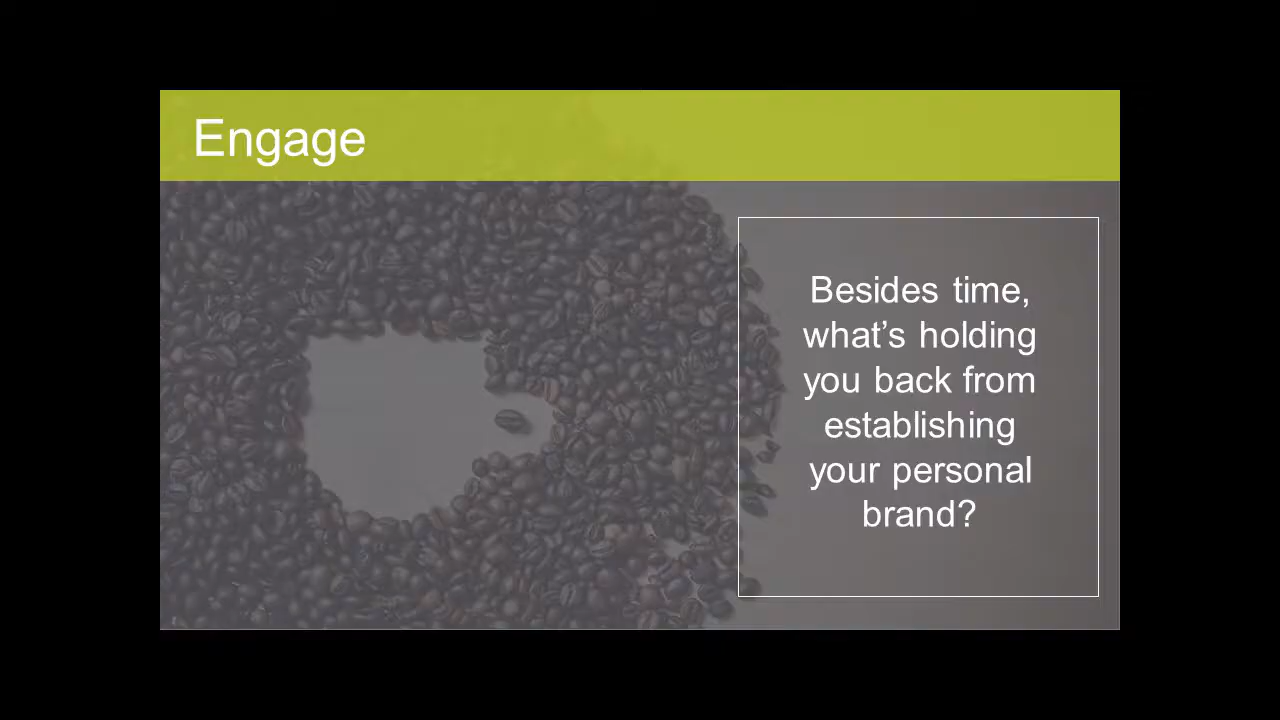 Engage
Besides time,
what’s holding
you back from
establishing
your personal
brand?